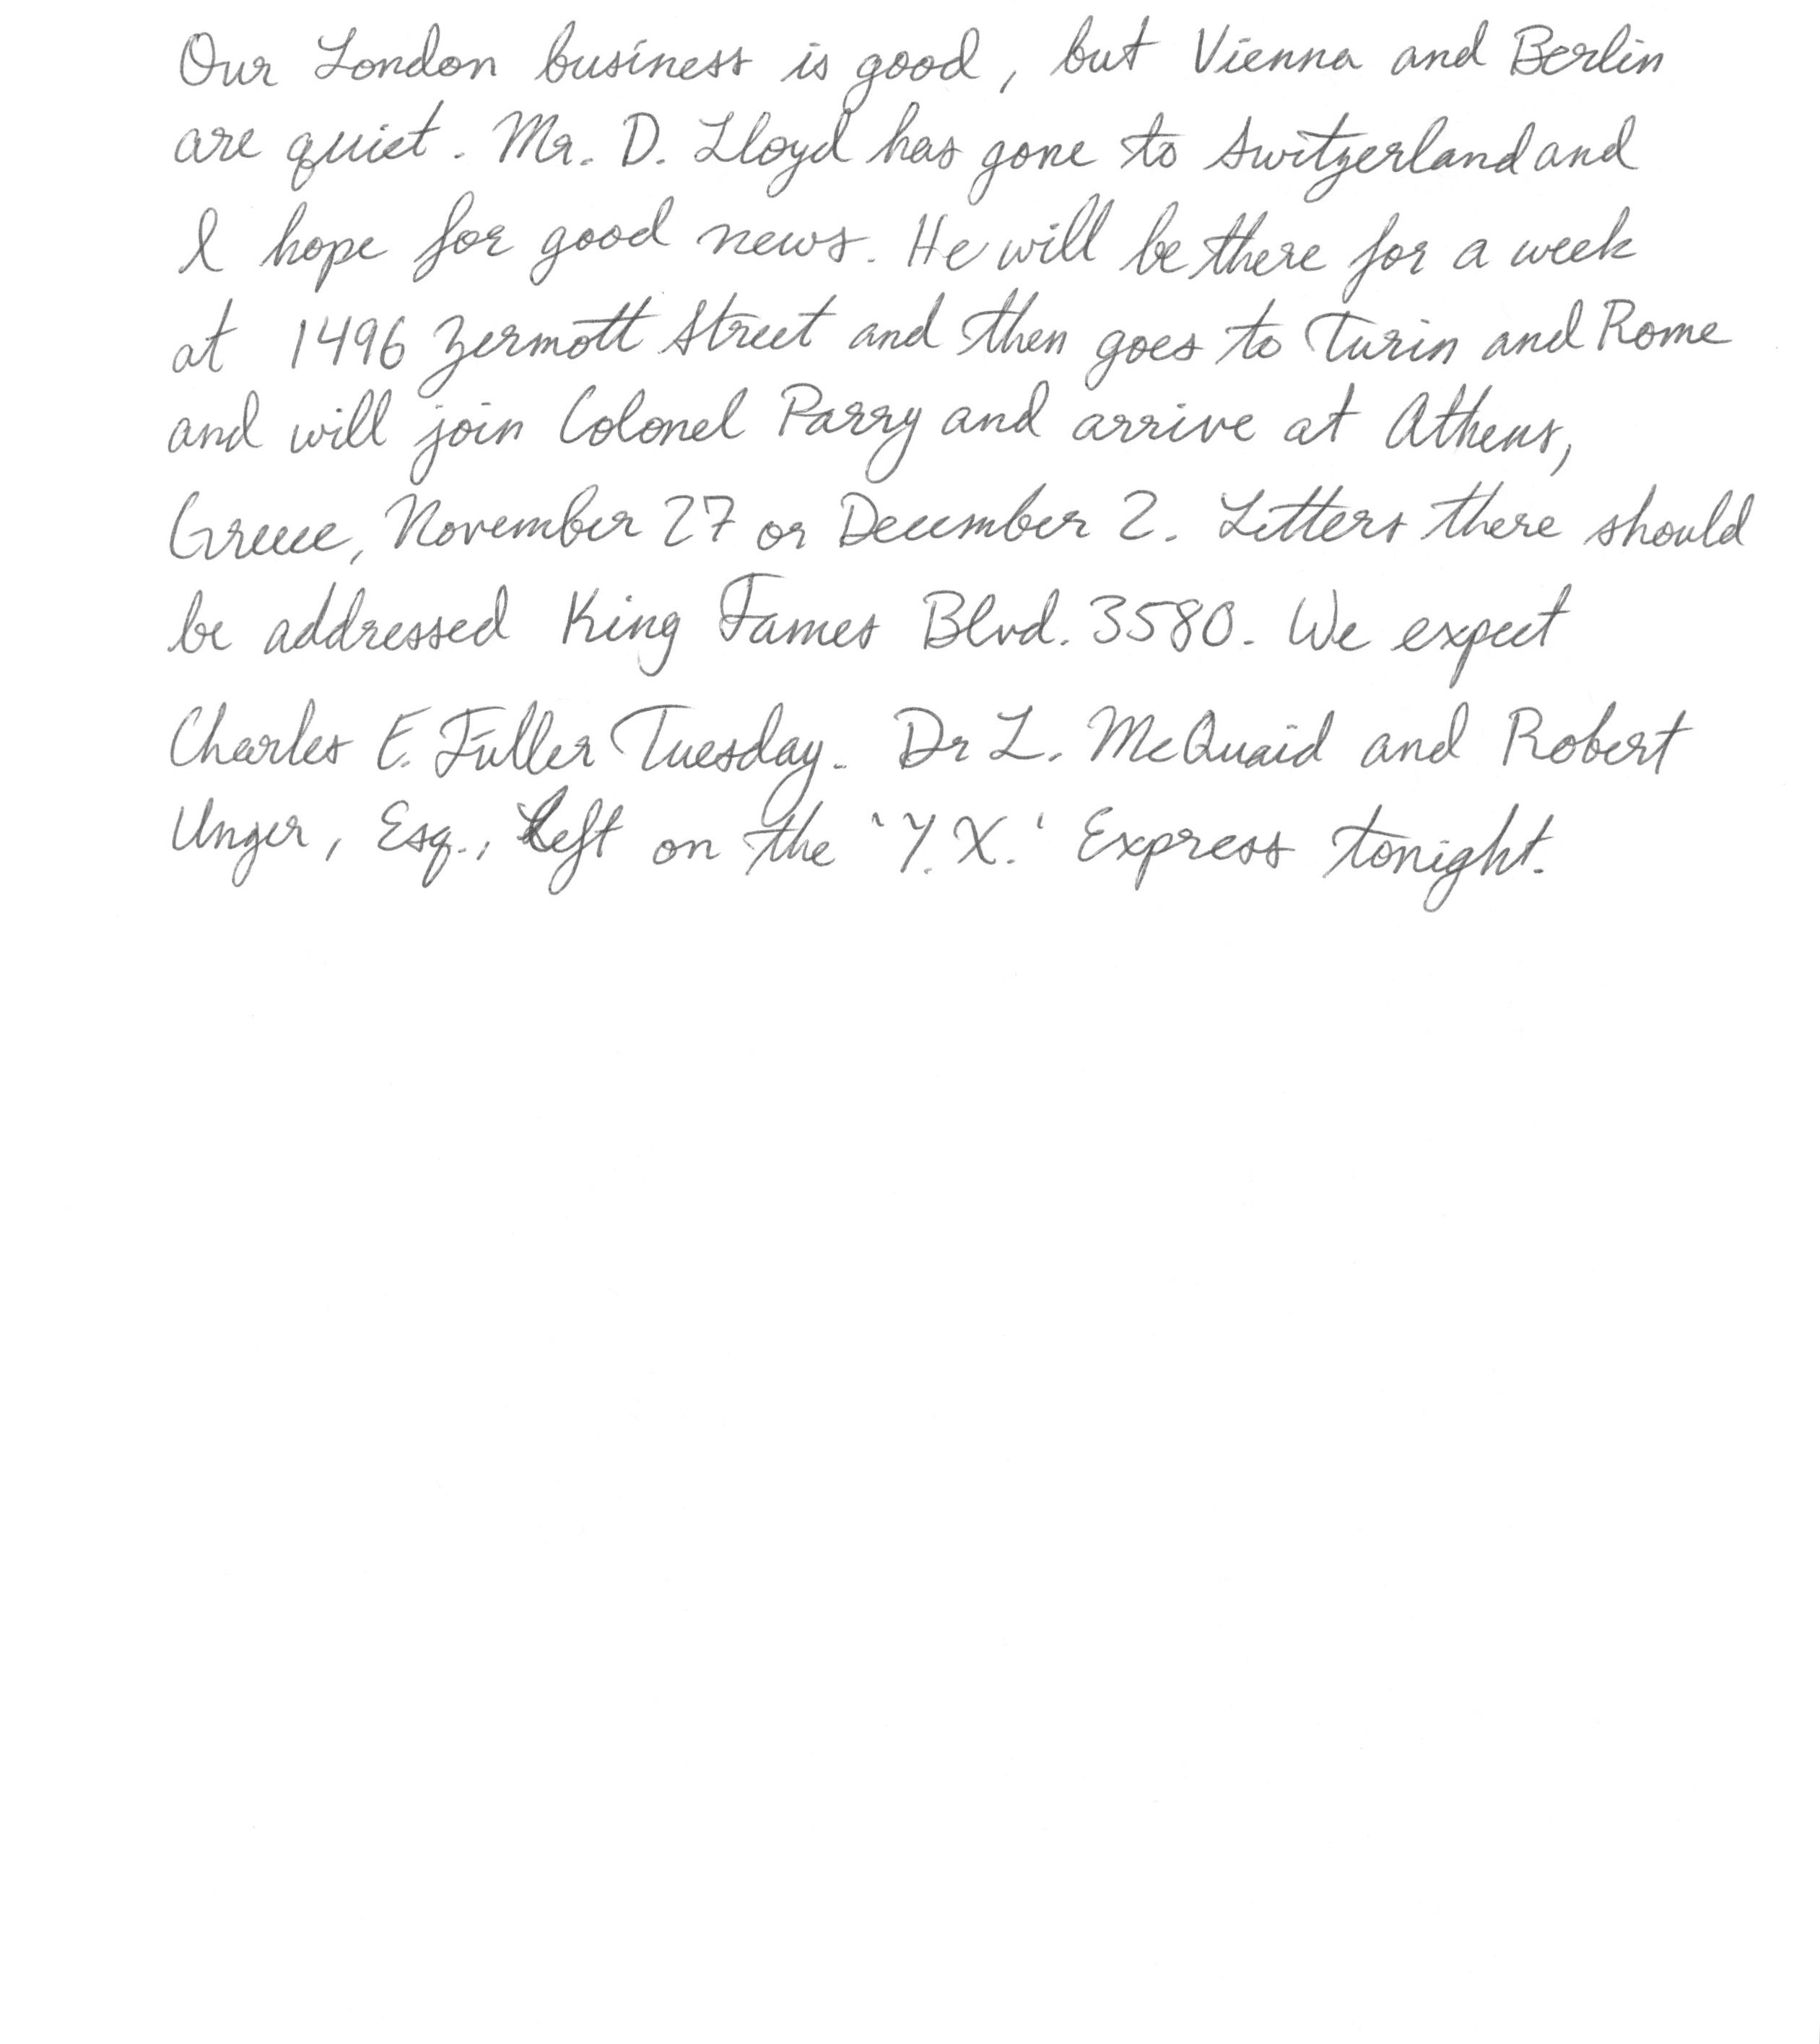 Our London business is good, but Vienna and Berlin
are quiet. Mr. D. Lloyd has gone to Switzerland and
I hope for good news. He will be there for a week
at 1496 Zermott Street and then goes to Turin and Rome
and will join Colonel Parry and arrive at Athens,
Greece, November 27 or December 2. Letters there should
be addressed King James Blvd. 3580. We expect
Charles E. Fuller Tuesday. Dr L. McQuaid and Robert
Unger, Esq., left on the 'Y.X.' Express tonight.